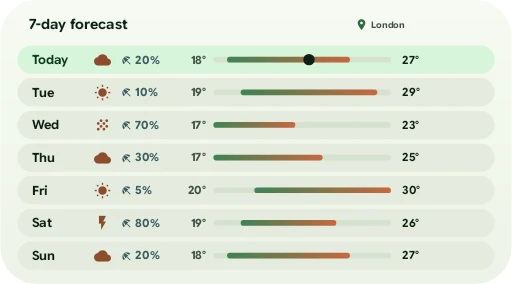 7-day forecast London
Today 20% 18° 27°
Tue 10% 19° 29°
Wed 70% 17° 23°
Thu 30% 17° 25°
Fri 5% 20° 30°
Sat 80% 19° 26°
Sun 20% 18° 27°